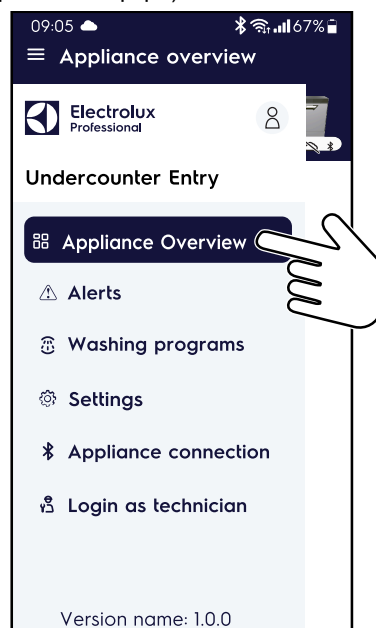 09:05 67%
Appliance overview
Electrolux
Professional
Undercounter Entry
Appliance Overview
Alerts
Washing programs
Settings
Appliance connection
Login as technician
Version name: 1.0.0